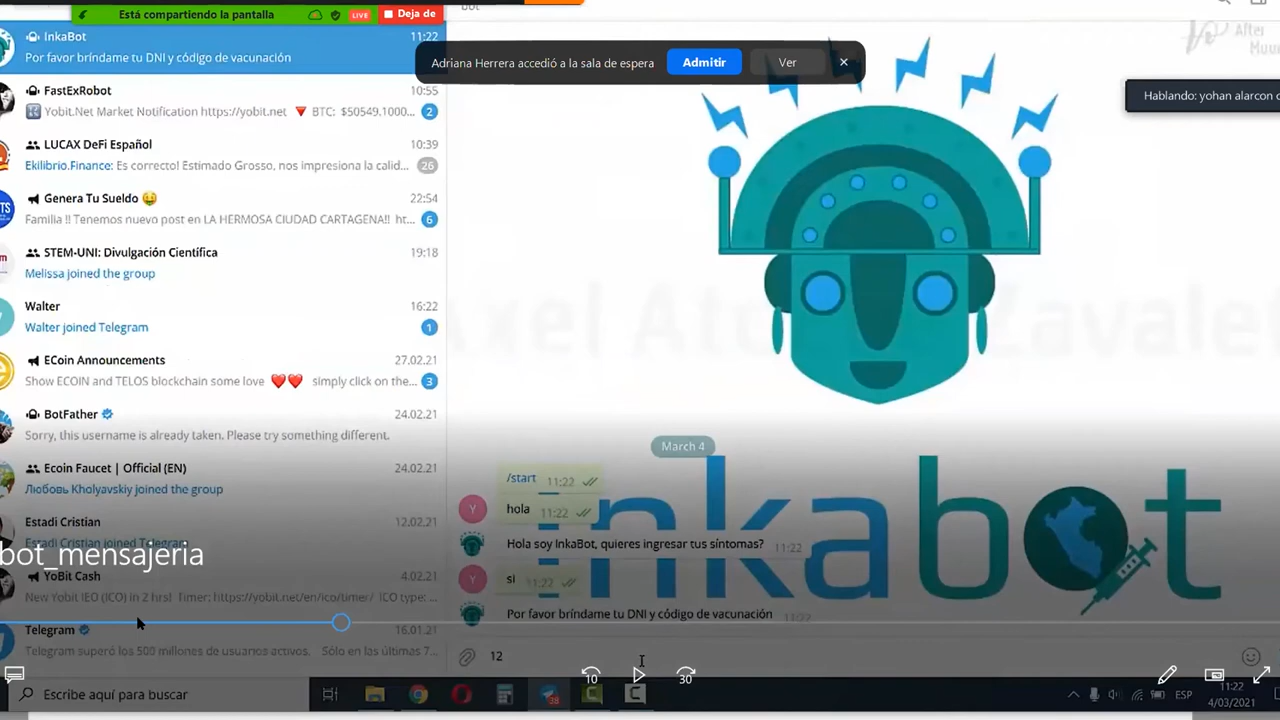 Está compartiendo la pantalla
LIVE
Deja de
bot
InkaBot 11:22
Por favor bríndame tu DNI y código de vacunación
FastExRobot 10:55
Yobit.Net Market Notification https://yobit.net BTC: $50549.1000... 2
LUCAX DeFi Español 10:39
Ekilibrio.Finance: Es correcto! Estimado Grosso, nos impresiona la calid... 26
Genera Tu Sueldo 22:54
Familia !! Tenemos nuevo post en LA HERMOSA CIUDAD CARTAGENA!! ht... 6
STEM-UNI: Divulgación Científica 19:18
Melissa joined the group
Walter 16:22
Walter joined Telegram 1
ECoin Announcements 27.02.21
Show ECOIN and TELOS blockchain some love ❤️❤️ simply click on the... 3
BotFather 24.02.21
Sorry, this username is already taken. Please try something different.
Ecoin Faucet | Official (EN) 24.02.21
Любовь Kholyavskiy joined the group
Estadi Cristian 12.02.21
Estadi Cristian joined Telegram
bot_mensajeria
YoBit Cash 4.02.21
New Yobit IEO (ICO) in 2 hrs! Timer: https://yobit.net/en/ico/timer/ ICO type:...
Telegram 16.01.21
Telegram superó los 500 millones de usuarios activos. Sólo en las últimas 7...
Adriana Herrera accedió a la sala de espera
Admitir
Ver
After
Hablando: yohan alarcon
Axel
Zavale
March 4
/start 11:22
Y
hola 11:22
Hola soy InkaBot, quieres ingresar tus síntomas? 11:22
Y
si 11:22
Por favor bríndame tu DNI y código de vacunación 11:22
inkabot
12
10
30
Escribe aquí para buscar
38
ESP
11:22
4/03/2021